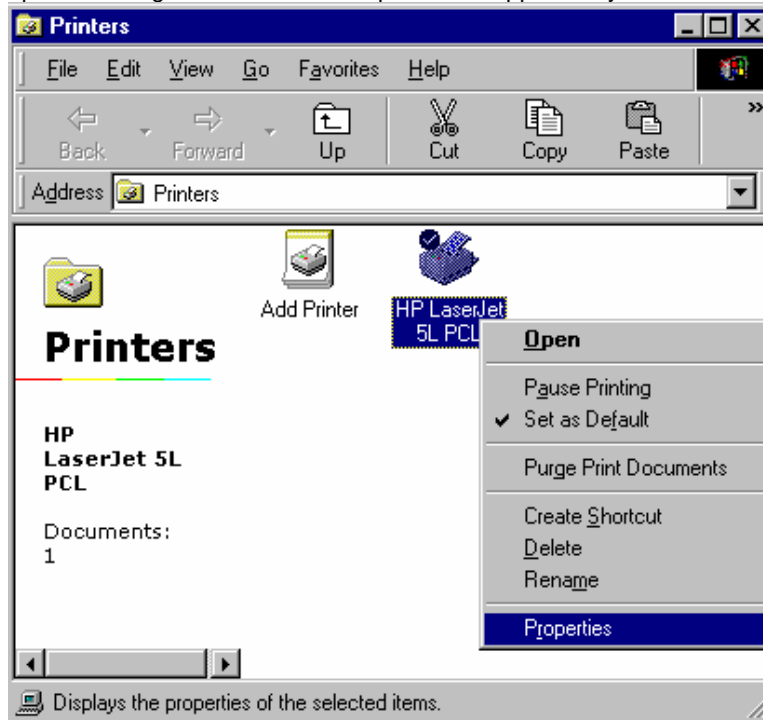 Printers
File Edit View Go Favorites Help
Back Forward Up Cut Copy Paste »
Address Printers
Add Printer
HP LaserJet
5L PCL
Printers
HP
LaserJet 5L
PCL
Documents:
1
Open
Pause Printing
Set as Default
Purge Print Documents
Create Shortcut
Delete
Rename
Properties
Displays the properties of the selected items.